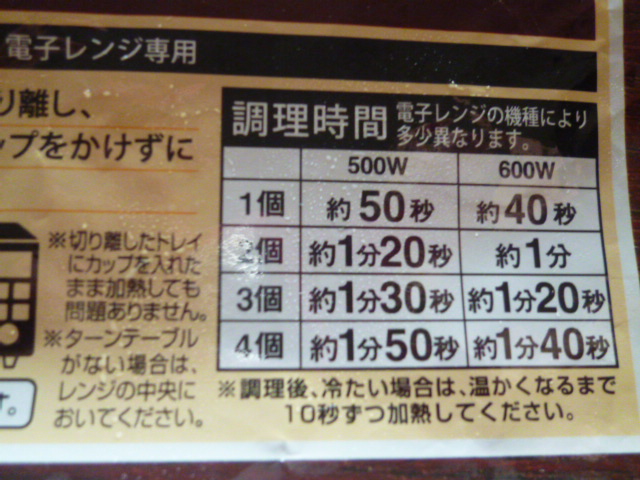 電子レンジ専用
り離し、
ップをかけずに
調理時間 電子レンジの機種により
多少異なります。
500W 600W
1個 約50秒 約40秒
2個 約1分20秒 約1分
3個 約1分30秒 約1分20秒
4個 約1分50秒 約1分40秒
※調理後、冷たい場合は、温かくなるまで
10秒ずつ加熱してください。
※切り離したトレイ
にカップを入れた
まま加熱しても
問題ありません。
※ターンテーブル
がない場合は、
レンジの中央に
おいてください。
す。